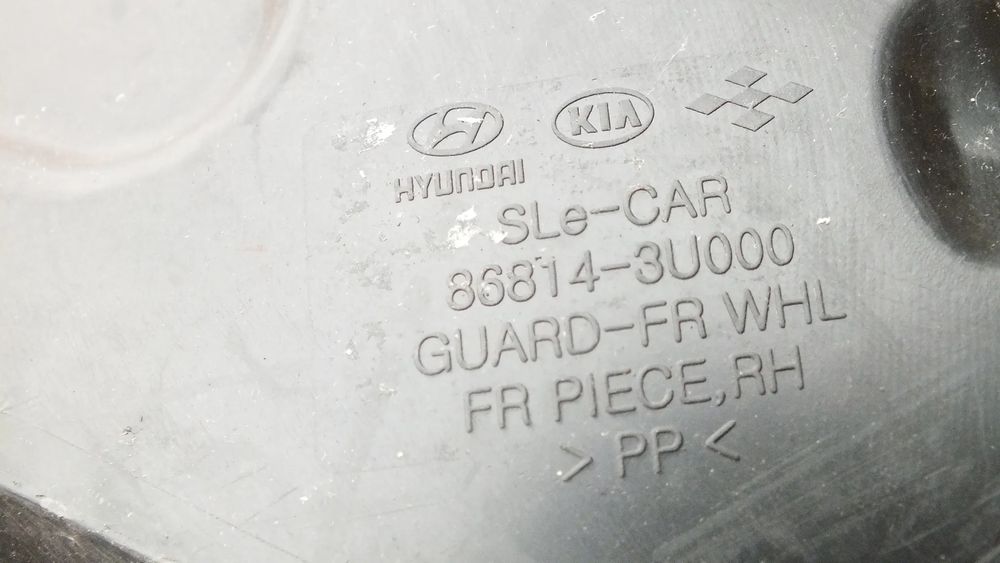 KIA
HYUNDAI
SLe-CAR
86814-3U000
GUARD-FR WHL
FR PIECE,RH
> PP <